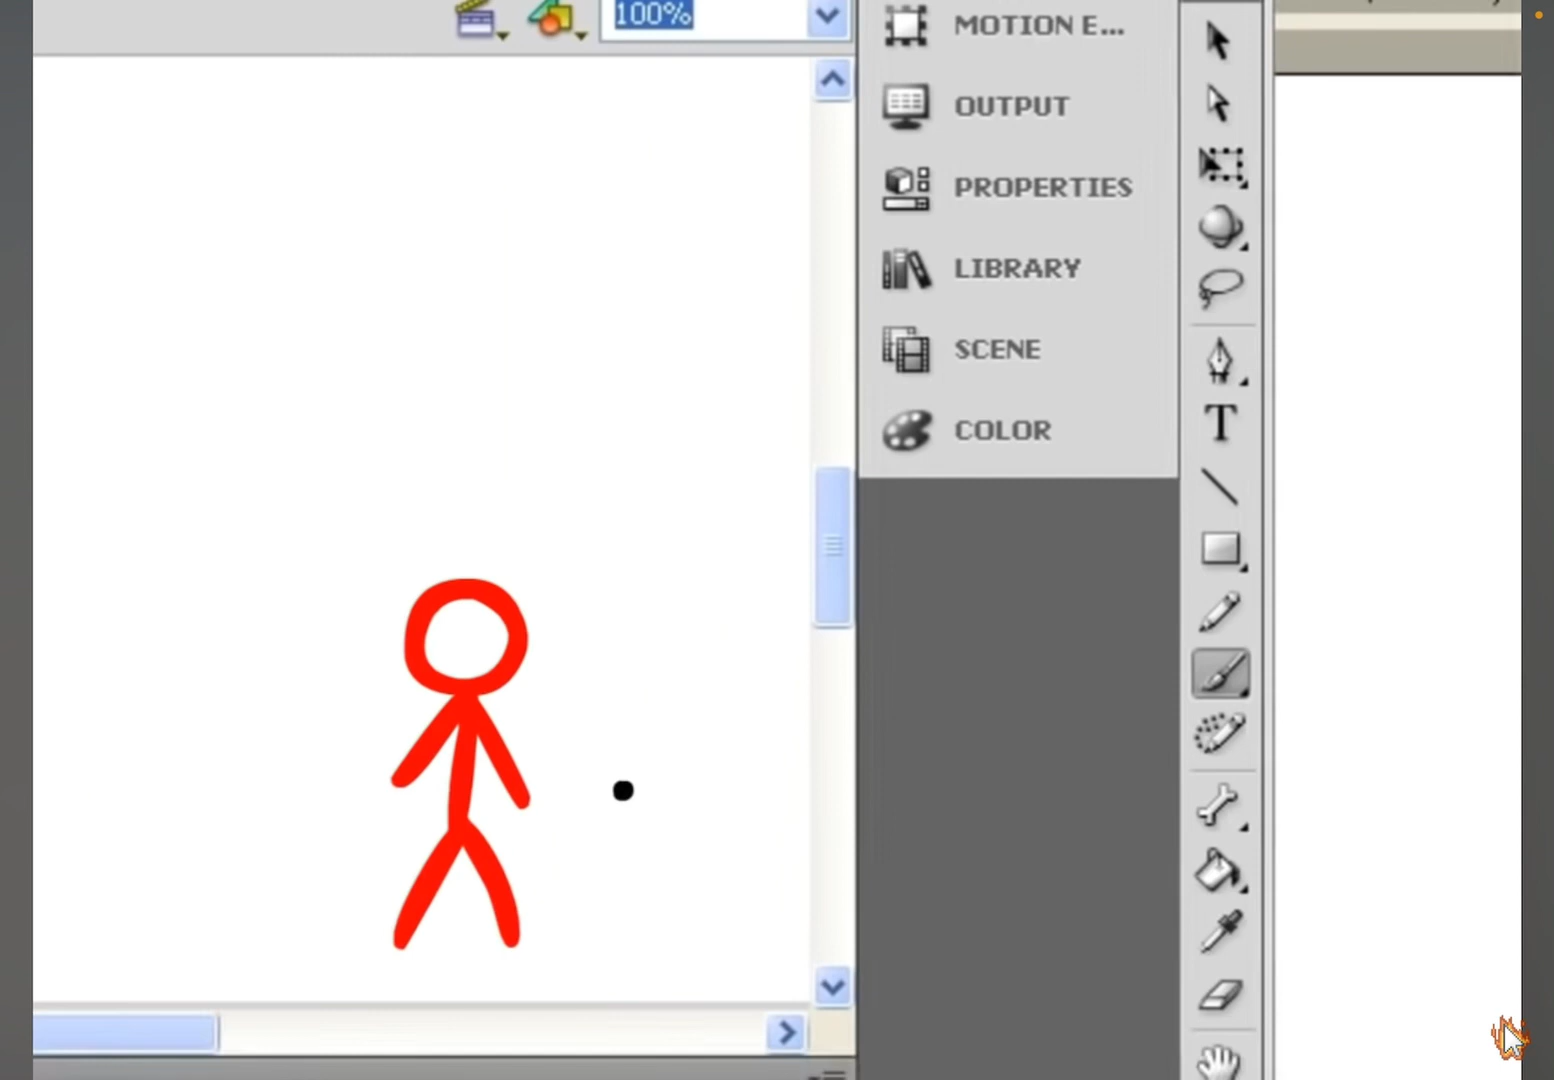 100%
MOTION E...
OUTPUT
PROPERTIES
LIBRARY
SCENE
COLOR
T